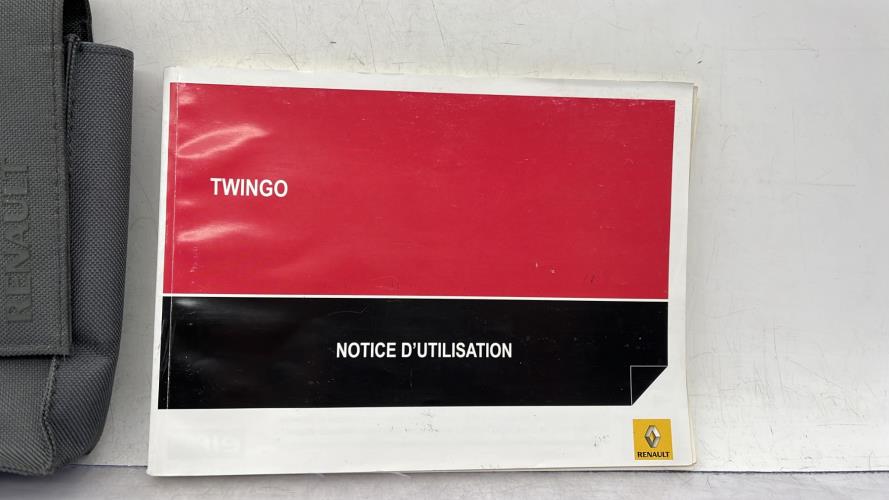 RENAULT
TWINGO
NOTICE D'UTILISATION
RENAULT